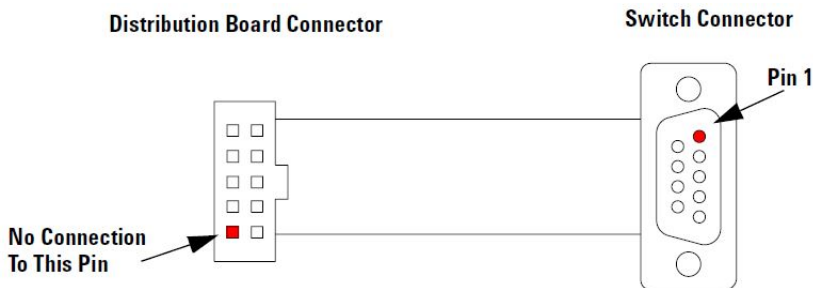 Distribution Board Connector
Switch Connector
Pin 1
No Connection
To This Pin